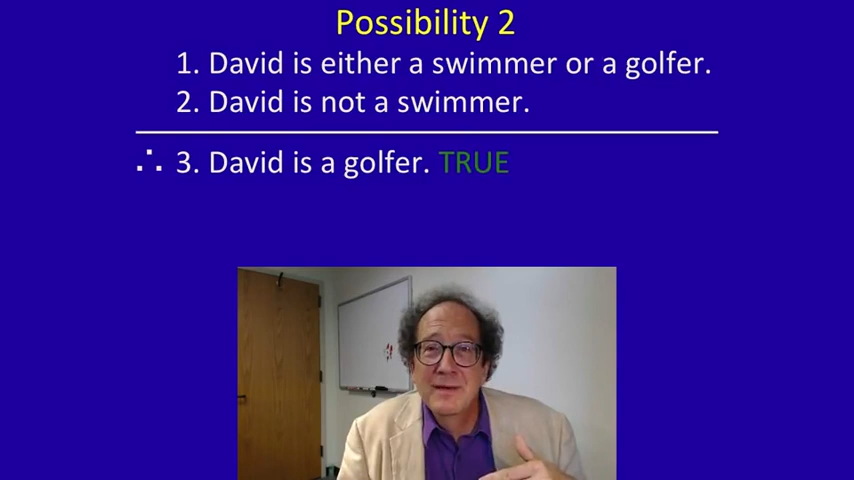 Possibility 2
1. David is either a swimmer or a golfer.
2. David is not a swimmer.
∴ 3. David is a golfer. TRUE